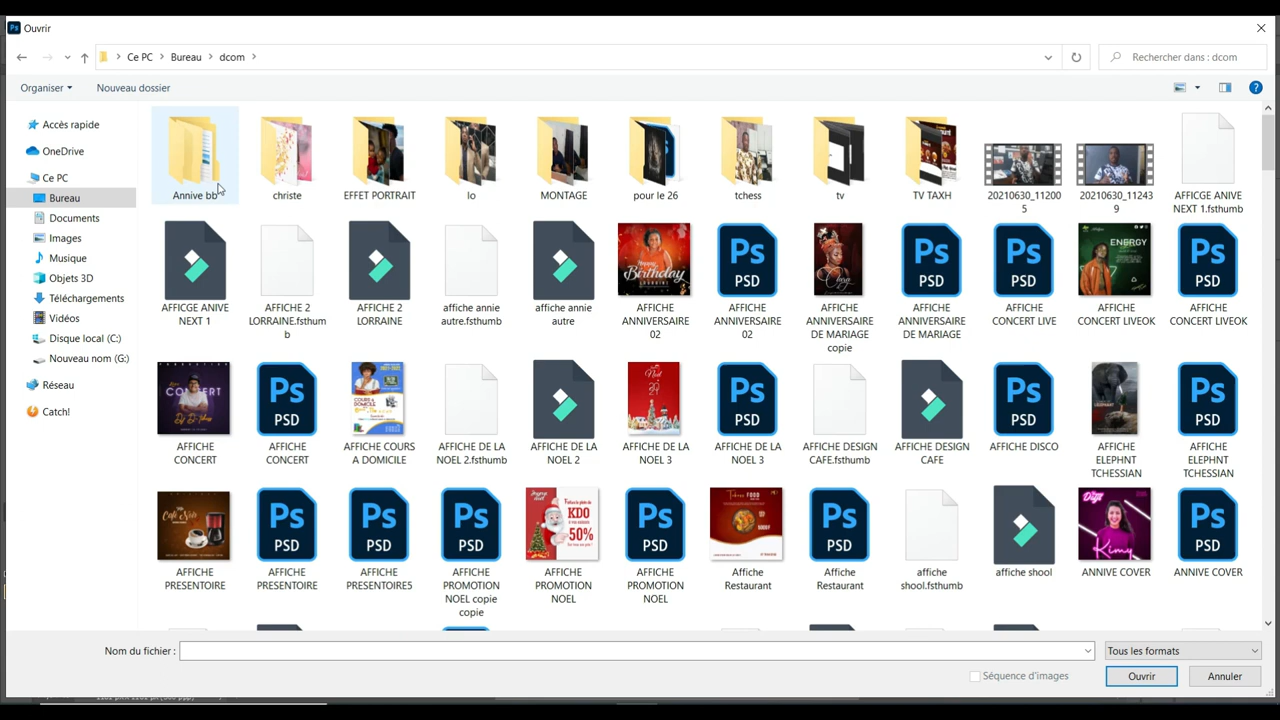 Ouvrir
Ce PC
Bureau
dcom
Rechercher dans : dcom
Organiser
Nouveau dossier
Accès rapide
OneDrive
Ce PC
Bureau
Documents
Images
Musique
Objets 3D
Téléchargements
Vidéos
Disque local (C:)
Nouveau nom (G:)
Réseau
Catch!
Annive bb
christe
EFFET PORTRAIT
lo
MONTAGE
pour le 26
tchess
tv
TV TAXH
20210630_11200
5
20210630_11243
9
AFFICGE ANIVE
NEXT 1.fsthumb
AFFICGE ANIVE
NEXT 1
AFFICHE 2
LORRAINE.fsthum
b
AFFICHE 2
LORRAINE
affiche annie
autre.fsthumb
affiche annie
autre
AFFICHE
ANNIVERSAIRE
02
AFFICHE
ANNIVERSAIRE
02
AFFICHE
ANNIVERSAIRE
DE MARIAGE
copie
AFFICHE
ANNIVERSAIRE
DE MARIAGE
AFFICHE
CONCERT LIVE
AFFICHE
CONCERT LIVEOK
AFFICHE
CONCERT LIVEOK
AFFICHE
CONCERT
AFFICHE
CONCERT
AFFICHE COURS
A DOMICILE
AFFICHE DE LA
NOEL 2.fsthumb
AFFICHE DE LA
NOEL 2
AFFICHE DE LA
NOEL 3
AFFICHE DE LA
NOEL 3
AFFICHE DESIGN
CAFE.fsthumb
AFFICHE DESIGN
CAFE
AFFICHE DISCO
AFFICHE
ELEPHNT
TCHESSIAN
AFFICHE
ELEPHNT
TCHESSIAN
AFFICHE
PRESENTOIRE
AFFICHE
PRESENTOIRE
AFFICHE
PRESENTOIRE5
AFFICHE
PROMOTION
NOEL copie
copie
AFFICHE
PROMOTION
NOEL
AFFICHE
PROMOTION
NOEL
Affiche
Restaurant
Affiche
Restaurant
affiche
shool.fsthumb
affiche shool
ANNIVE COVER
ANNIVE COVER
Nom du fichier :
Tous les formats
Séquence d'images
Ouvrir
Annuler